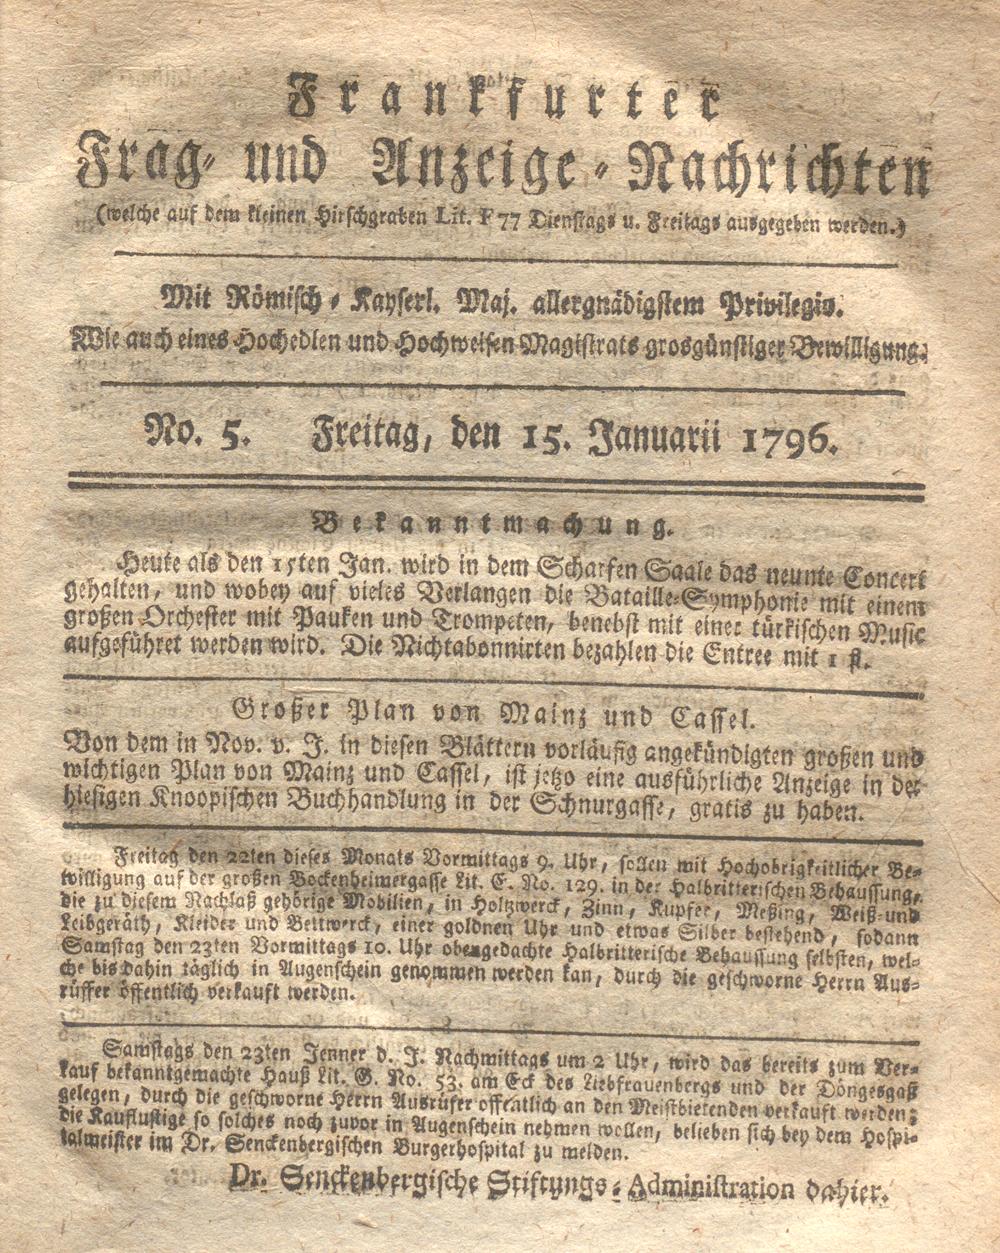 Frankfurter
Frag- und Anzeige-Nachrichten
(welche auf dem kleinen Hirschgraben Lit. F 77 Dienstags u. Freitags ausgegeben werden.)
Mit Römisch-Kayserl. Maj. allergnädigstem Privilegio.
Wie auch eines Hochedlen und Hochweisen Magistrats grosgünstiger Bewilligung.
No. 5. Freitag, den 15. Januarii 1796.
Bekanntmachung.
Heute als den 15ten Jan. wird in dem Scharfen Saale das neunte Concert
gehalten, und wobey auf vieles Verlangen die Bataille-Symphonie mit einem
großen Orchester mit Pauken und Trompeten, benebst mit einer türkischen Music
aufgeführet werden wird. Die Nichtabonnirten bezahlen die Entree mit 1 fl.
Großer Plan von Mainz und Cassel.
Von dem in Nov. v. J. in diesen Blättern vorläufig angekündigten großen und
wichtigen Plan von Mainz und Cassel, ist jetzo eine ausführliche Anzeige in der
hiesigen Knoopischen Buchhandlung in der Schnurgasse, gratis zu haben.
Freitag den 22ten dieses Monats Vormittags 9. Uhr, sollen mit Hochobrigkeitlicher Be-
willigung auf der großen Bockenheimergasse Lit. E. No. 129. in der Halbritterischen Behaussung,
die zu diesem Nachlaß gehörige Mobilien, in Holtzwerck, Zinn, Kupfer, Meßing, Weiß-und
Leibgeräth, Kleider und Bettwerck, einer goldnen Uhr und etwas Silber bestehend, sodann
Samstag den 23ten Vormittags 10. Uhr obengedachte Halbritterische Behaussung selbsten, wel-
che bis dahin täglich in Augenschein genommen werden kan, durch die geschworne Herrn Aus-
rüffer öffentlich verkauft werden.
Samstags den 23ten Jenner d. J. Nachmittags um 2 Uhr, wird das bereits zum Ver-
kauf bekanntgemachte Hauß Lit. G. No. 53. am Eck des Liebfrauenbergs und der Döngesgaß
gelegen, durch die geschworne Herrn Ausrüfer offentlich an den Meistbietenden verkauft werden;
die Kauflustige so solches noch zuvor in Augenschein nehmen wollen, belieben sich bey dem Hospi-
talmeister im Dr. Senckenbergischen Burgerhospital zu melden.
Dr. Senckenbergische Stiftungs-Administration dahier.